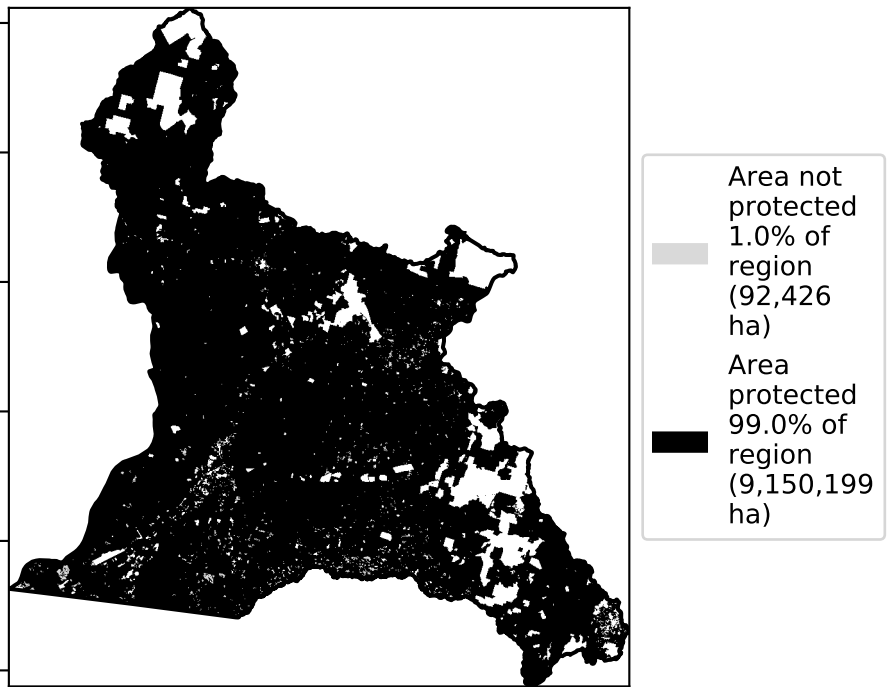 Area not
protected
1.0% of
region
(92,426
ha)
Area
protected
99.0% of
region
(9,150,199
ha)